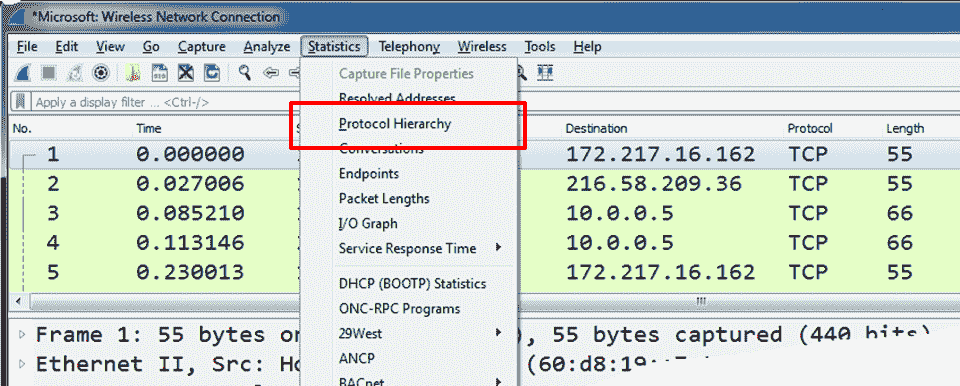 *Microsoft: Wireless Network Connection
File Edit View Go Capture Analyze Statistics Telephony Wireless Tools Help
Capture File Properties
Apply a display filter ... <Ctrl-/>
Resolved Addresses
Protocol Hierarchy
Conversations
Endpoints
Packet Lengths
I/O Graph
Service Response Time
DHCP (BOOTP) Statistics
ONC-RPC Programs
29West
ANCP
BACnet
No. Time Destination Protocol Length
1 0.000000 172.217.16.162 TCP 55
2 0.027006 216.58.209.36 TCP 55
3 0.085210 10.0.0.5 TCP 66
4 0.113146 10.0.0.5 TCP 66
5 0.230013 172.217.16.162 TCP 55
Frame 1: 55 bytes on ), 55 bytes captured (440 bits)
Ethernet II, Src: (60:d8:19: